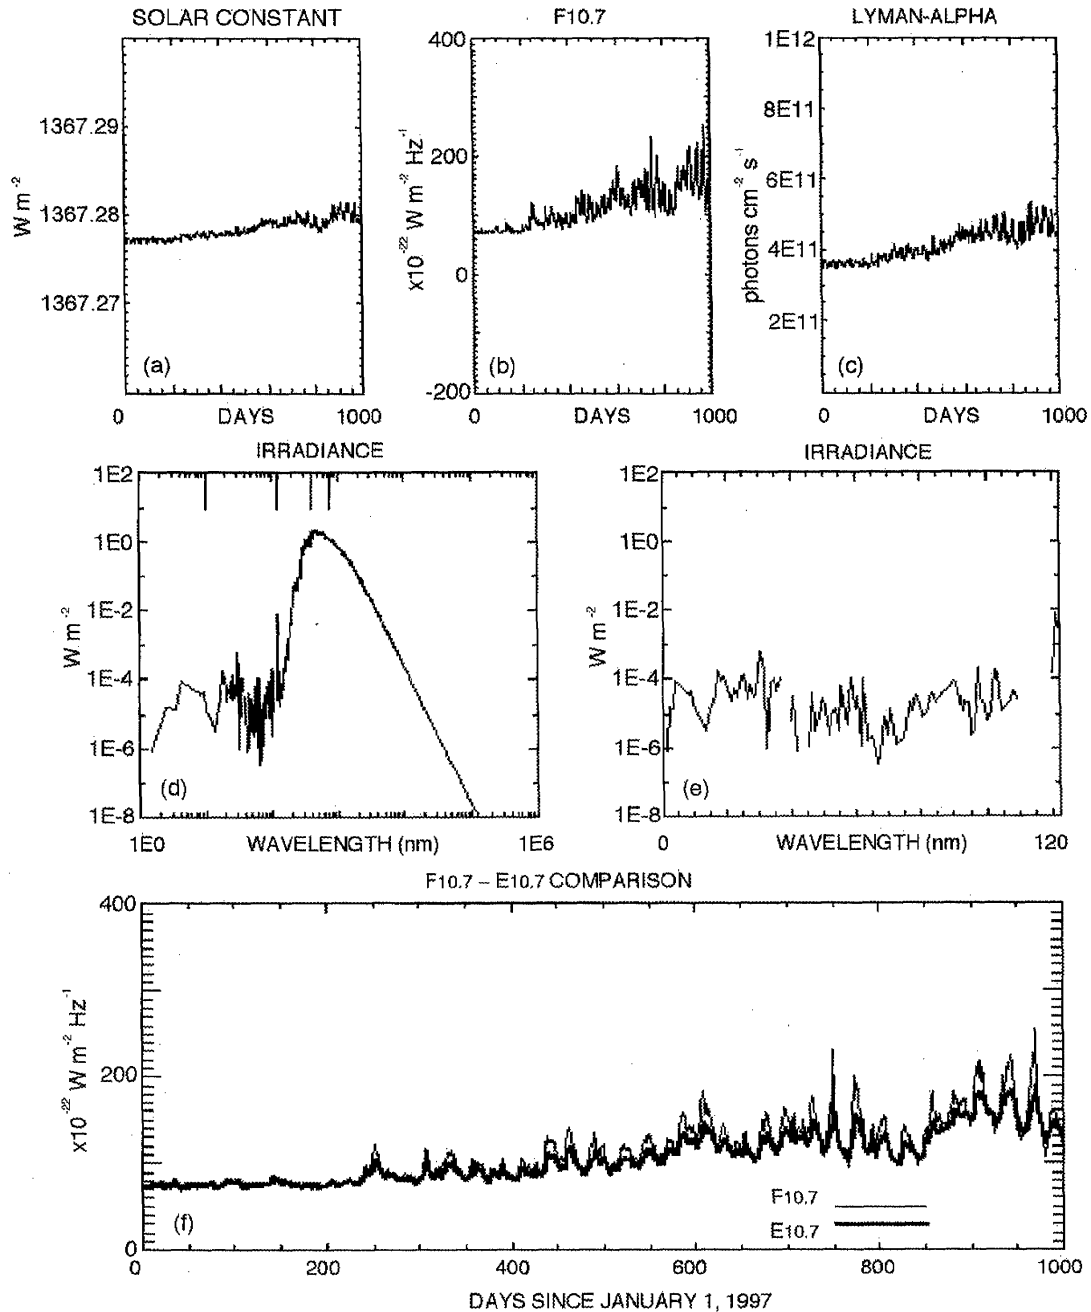 SOLAR CONSTANT
F10.7
LYMAN-ALPHA
W m-2
1367.29
1367.28
1367.27
(a)
0
DAYS
1000
x10-22 W m-2 Hz-1
400
200
0
-200
(b)
0
DAYS
1000
photons cm-2 s-1
1E12
8E11
6E11
4E11
2E11
(c)
0
DAYS
1000
IRRADIANCE
W m-2
1E2
1E0
1E-2
1E-4
1E-6
1E-8
(d)
1E0
WAVELENGTH (nm)
1E6
IRRADIANCE
W m-2
1E2
1E0
1E-2
1E-4
1E-6
1E-8
(e)
0
WAVELENGTH (nm)
120
F10.7 – E10.7 COMPARISON
x10-22 W m-2 Hz-1
400
200
0
(f)
F10.7
E10.7
0
200
400
600
800
1000
DAYS SINCE JANUARY 1, 1997